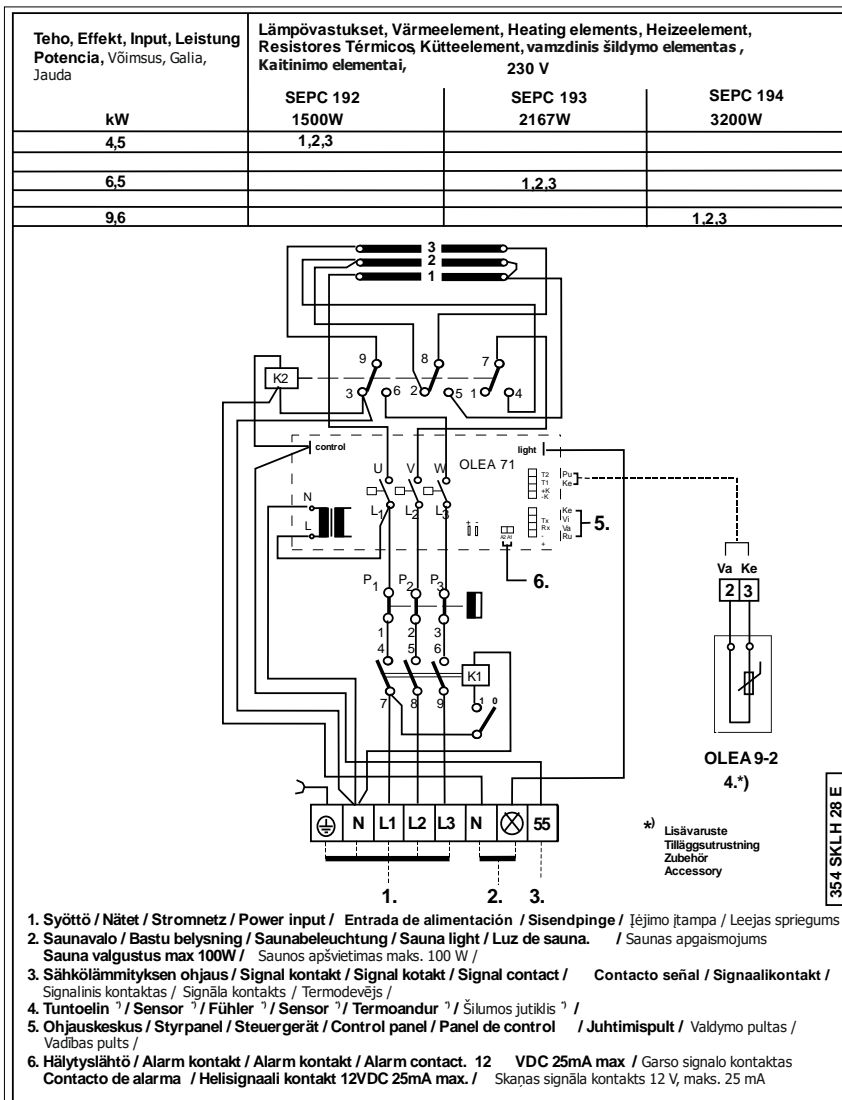 Teho, Effekt, Input, Leistung
Potencia, Võimsus, Galia,
Jauda
Lämpövastukset, Värmeelement, Heating elements, Heizeelement,
Resistores Térmicos, Kütteelement, vamzdinis šildymo elementas ,
Kaitinimo elementai, 230 V
SEPC 192 SEPC 193 SEPC 194
kW 1500W 2167W 3200W
4,5 1,2,3
6,5 1,2,3
9,6 1,2,3
3
2
1
9 8 7
K2
3 6 2 5 1 4
control light
U V W OLEA 71
N
L
L1 L2 L3
T2 Pu
T1 Ke
+K
-K
Ke
Tx Vi
Rx Va
- Ru
+
5.
+ -
A2 A1
6.
P1 P2 P3
1 2 3
4 5 6
K1
7 8 9
1 0
Va Ke
2 3
OLEA 9-2
4.*)
N L1 L2 L3 N 55
1. 2. 3.
*) Lisävaruste
Tilläggsutrustning
Zubehör
Accessory
354 SKLH 28 E
1. Syöttö / Nätet / Stromnetz / Power input / Entrada de alimentación / Sisendpinge / Įėjimo įtampa / Leejas spriegums
2. Saunavalo / Bastu belysning / Saunabeleuchtung / Sauna light / Luz de sauna. / Saunas apgaismojums
Sauna valgustus max 100W / Saunos apšvietimas maks. 100 W /
3. Sähkölämmityksen ohjaus / Signal kontakt / Signal kotakt / Signal contact / Contacto señal / Signaalikontakt /
Signalinis kontaktas / Signāla kontakts / Termodevējs /
4. Tuntoelin *) / Sensor *) / Fühler *) / Sensor *) / Termoandur *) / Šilumos jutiklis *) /
5. Ohjauskeskus / Styrpanel / Steuergerät / Control panel / Panel de control / Juhtimispult / Valdymo pultas /
Vadības pults /
6. Hälytyslähtö / Alarm kontakt / Alarm kontakt / Alarm contact. 12 VDC 25mA max / Garso signalo kontaktas
Contacto de alarma / Helisignaali kontakt 12VDC 25mA max. / Skaņas signāla kontakts 12 V, maks. 25 mA